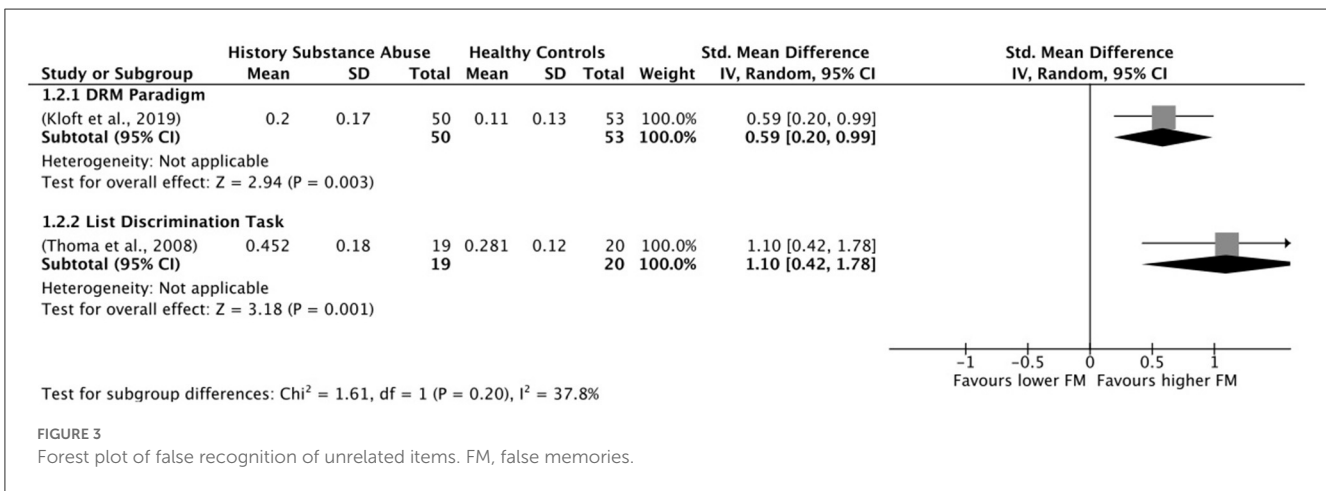 History Substance Abuse Healthy Controls Std. Mean Difference Std. Mean Difference
Study or Subgroup Mean SD Total Mean SD Total Weight IV, Random, 95% CI IV, Random, 95% CI
1.2.1 DRM Paradigm
(Kloft et al., 2019) 0.2 0.17 50 0.11 0.13 53 100.0% 0.59 [0.20, 0.99]
Subtotal (95% CI) 50 53 100.0% 0.59 [0.20, 0.99]
Heterogeneity: Not applicable
Test for overall effect: Z = 2.94 (P = 0.003)
1.2.2 List Discrimination Task
(Thoma et al., 2008) 0.452 0.18 19 0.281 0.12 20 100.0% 1.10 [0.42, 1.78]
Subtotal (95% CI) 19 20 100.0% 1.10 [0.42, 1.78]
Heterogeneity: Not applicable
Test for overall effect: Z = 3.18 (P = 0.001)
-1 -0.5 0 0.5 1
Favours lower FM Favours higher FM
Test for subgroup differences: Chi² = 1.61, df = 1 (P = 0.20), I² = 37.8%
FIGURE 3
Forest plot of false recognition of unrelated items. FM, false memories.